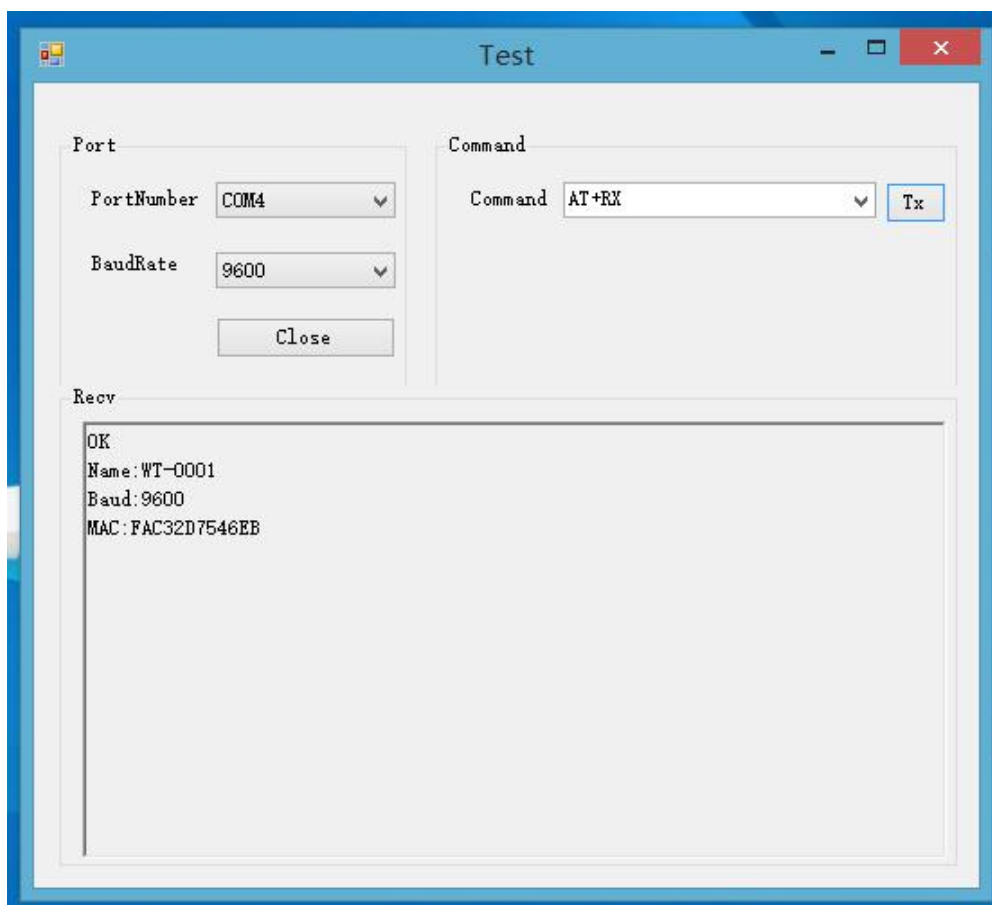 Test
Port
PortNumber COM4
BaudRate 9600
Close
Command
Command AT+RX Tx
Recv
OK
Name:WT-0001
Baud:9600
MAC:FAC32D7546EB